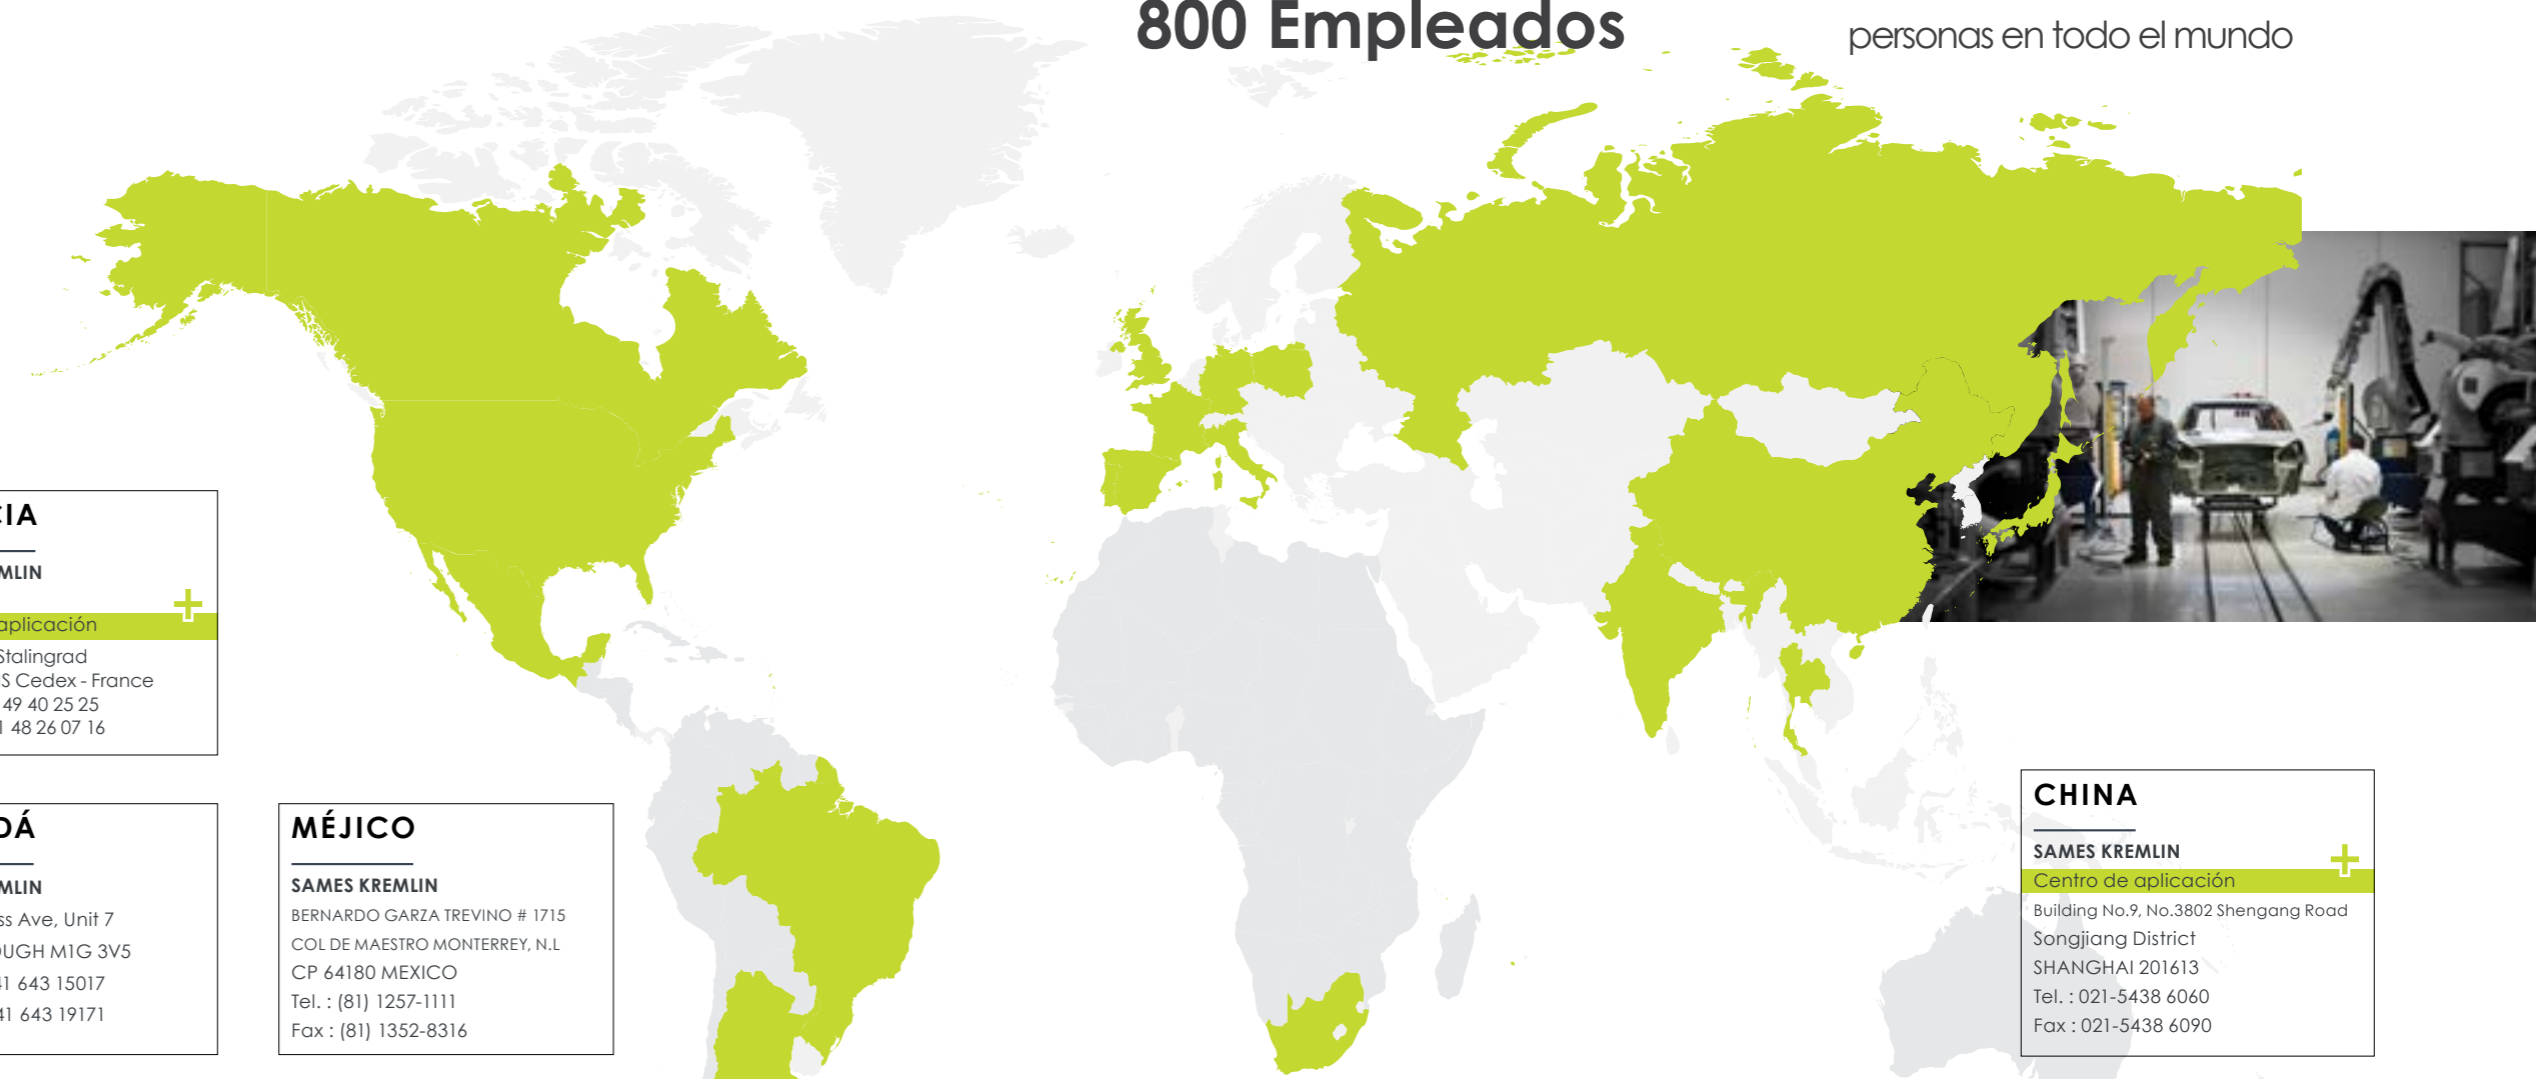 800 Empleados
personas en todo el mundo
CIA
MLIN
aplicación
Stalingrad
S Cedex - France
49 40 25 25
1 48 26 07 16
DÁ
MLIN
ss Ave, Unit 7
OUGH M1G 3V5
41 643 15017
41 643 19171
MÉJICO
SAMES KREMLIN
BERNARDO GARZA TREVINO # 1715
COL DE MAESTRO MONTERREY, N.L
CP 64180 MEXICO
Tel. : (81) 1257-1111
Fax : (81) 1352-8316
CHINA
SAMES KREMLIN
Centro de aplicación
Building No.9, No.3802 Shengang Road
Songjiang District
SHANGHAI 201613
Tel. : 021-5438 6060
Fax : 021-5438 6090